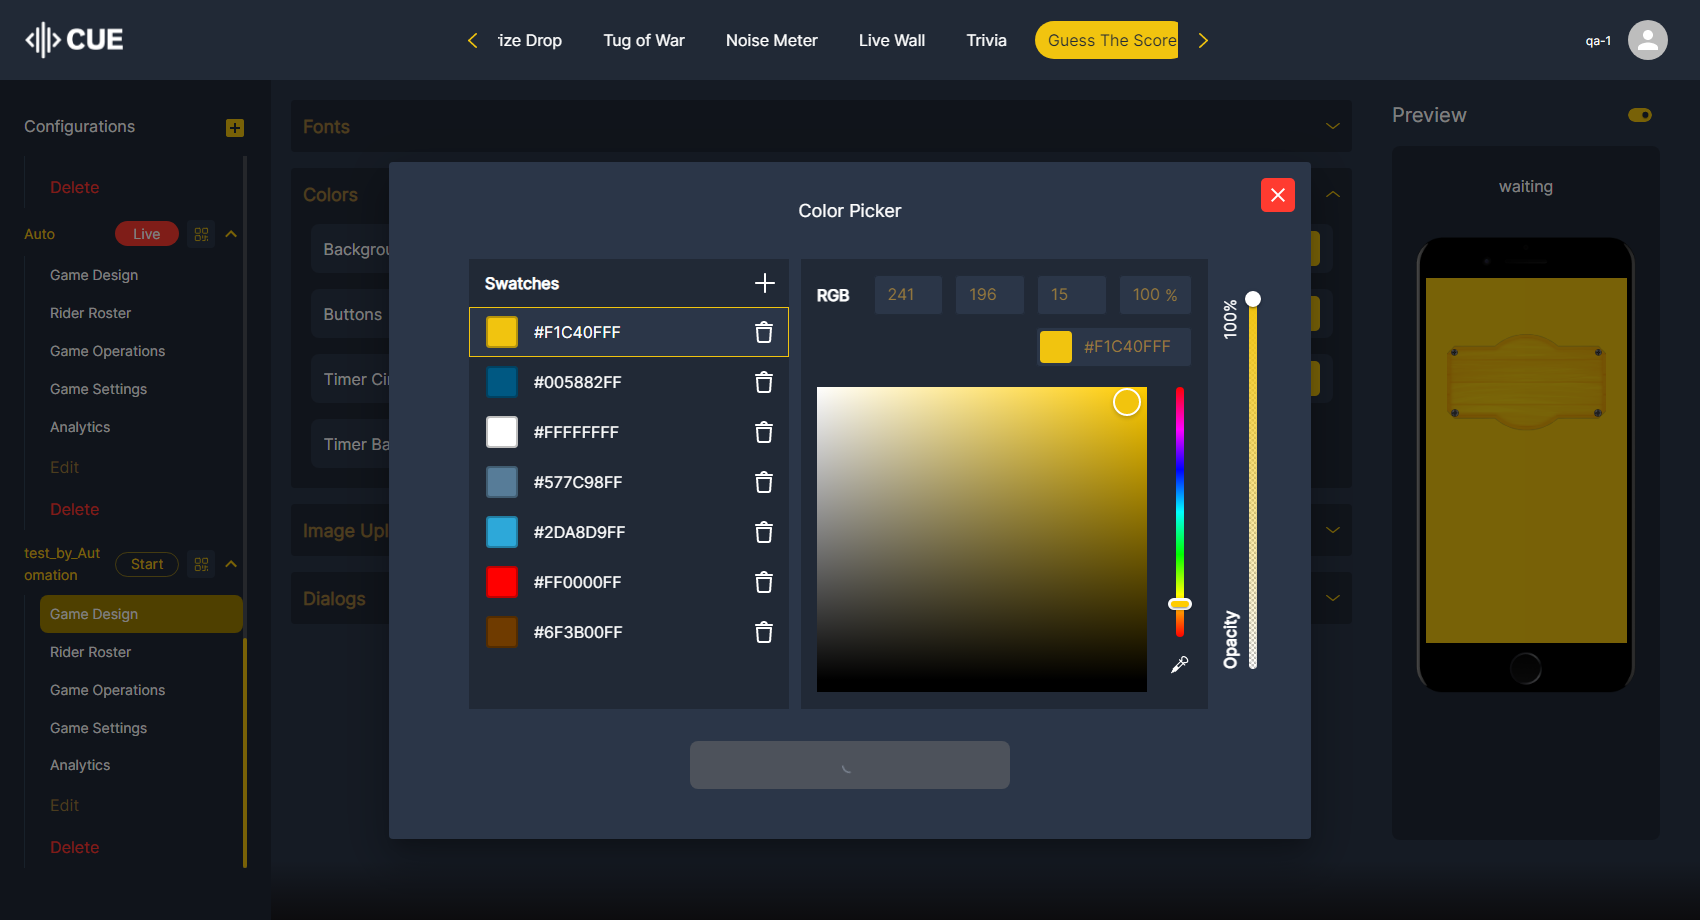 CUE
ize Drop
Tug of War
Noise Meter
Live Wall
Trivia
Guess The Score
qa-1
Configurations
Delete
Auto
Live
Game Design
Rider Roster
Game Operations
Game Settings
Analytics
Edit
Delete
test_by_Aut
omation
Start
Game Design
Rider Roster
Game Operations
Game Settings
Analytics
Edit
Delete
Fonts
Colors
Backgrou
Buttons
Timer Cir
Timer Ba
Image Upl
Dialogs
Color Picker
Swatches
#F1C40FFF
#005882FF
#FFFFFFFF
#577C98FF
#2DA8D9FF
#FF0000FF
#6F3B00FF
RGB
241
196
15
100 %
#F1C40FFF
100%
Opacity
Preview
waiting